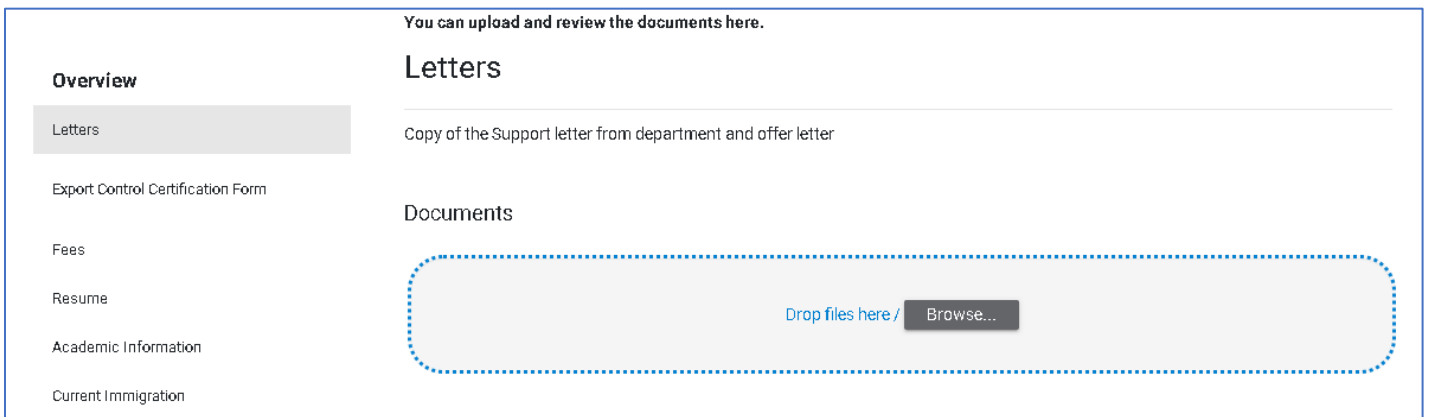 You can upload and review the documents here.
Overview
Letters
Export Control Certification Form
Fees
Resume
Academic Information
Current Immigration
Letters
Copy of the Support letter from department and offer letter
Documents
Drop files here / Browse...